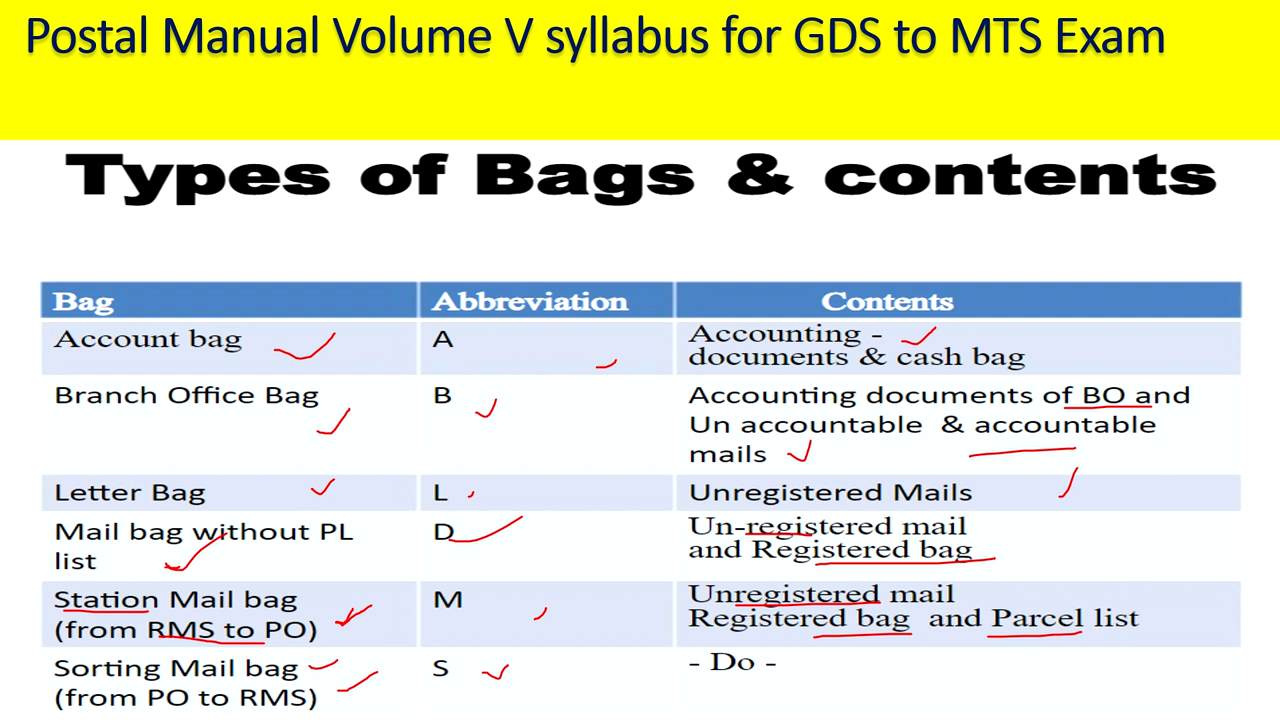 Postal Manual Volume V syllabus for GDS to MTS Exam
Types of Bags & contents
Bag Abbreviation Contents
Account bag A Accounting -
documents & cash bag
Branch Office Bag B Accounting documents of BO and
Un accountable & accountable
mails
Letter Bag L Unregistered Mails
Mail bag without PL D Un-registered mail
list and Registered bag
Station Mail bag M Unregistered mail
(from RMS to PO) Registered bag and Parcel list
Sorting Mail bag S - Do -
(from PO to RMS)